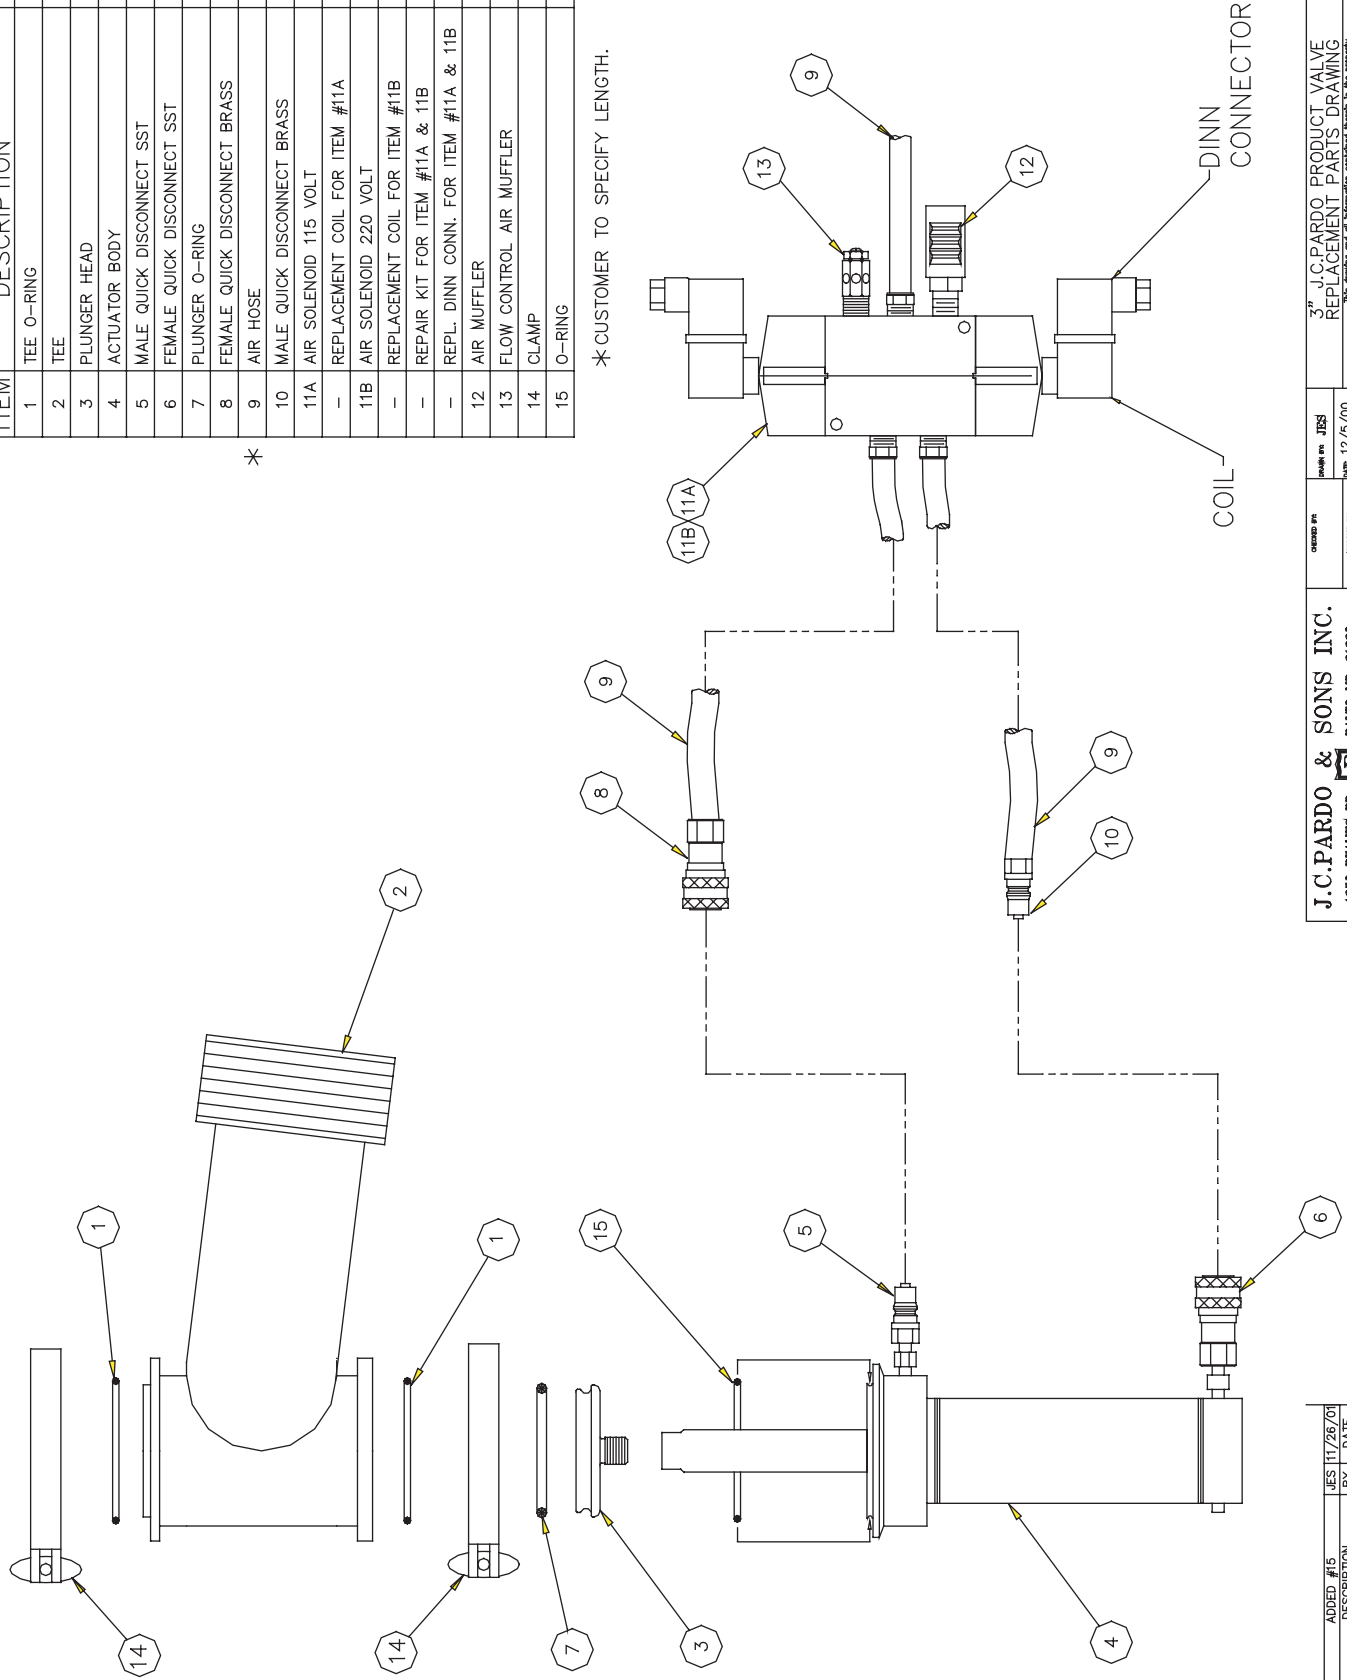 ITEM DESCRIPTION
1 TEE O-RING
2 TEE
3 PLUNGER HEAD
4 ACTUATOR BODY
5 MALE QUICK DISCONNECT SST
6 FEMALE QUICK DISCONNECT SST
7 PLUNGER O-RING
8 FEMALE QUICK DISCONNECT BRASS
* 9 AIR HOSE
10 MALE QUICK DISCONNECT BRASS
11A AIR SOLENOID 115 VOLT
- REPLACEMENT COIL FOR ITEM #11A
11B AIR SOLENOID 220 VOLT
- REPLACEMENT COIL FOR ITEM #11B
- REPAIR KIT FOR ITEM #11A & 11B
- REPL. DINN CONN. FOR ITEM #11A & 11B
12 AIR MUFFLER
13 FLOW CONTROL AIR MUFFLER
14 CLAMP
15 O-RING
*CUSTOMER TO SPECIFY LENGTH.
14
1
2
1
14
7
3
15
5
4
6
8
9
10
9
11B 11A
13
9
12
COIL
DINN
CONNECTOR
ADDED #15 JES 11/26/01
DESCRIPTION BY DATE
J.C.PARDO & SONS INC.
CHECKED BY:
DRAWN BY: JES
DATE: 12/5/00
3" J.C.PARDO PRODUCT VALVE
REPLACEMENT PARTS DRAWING